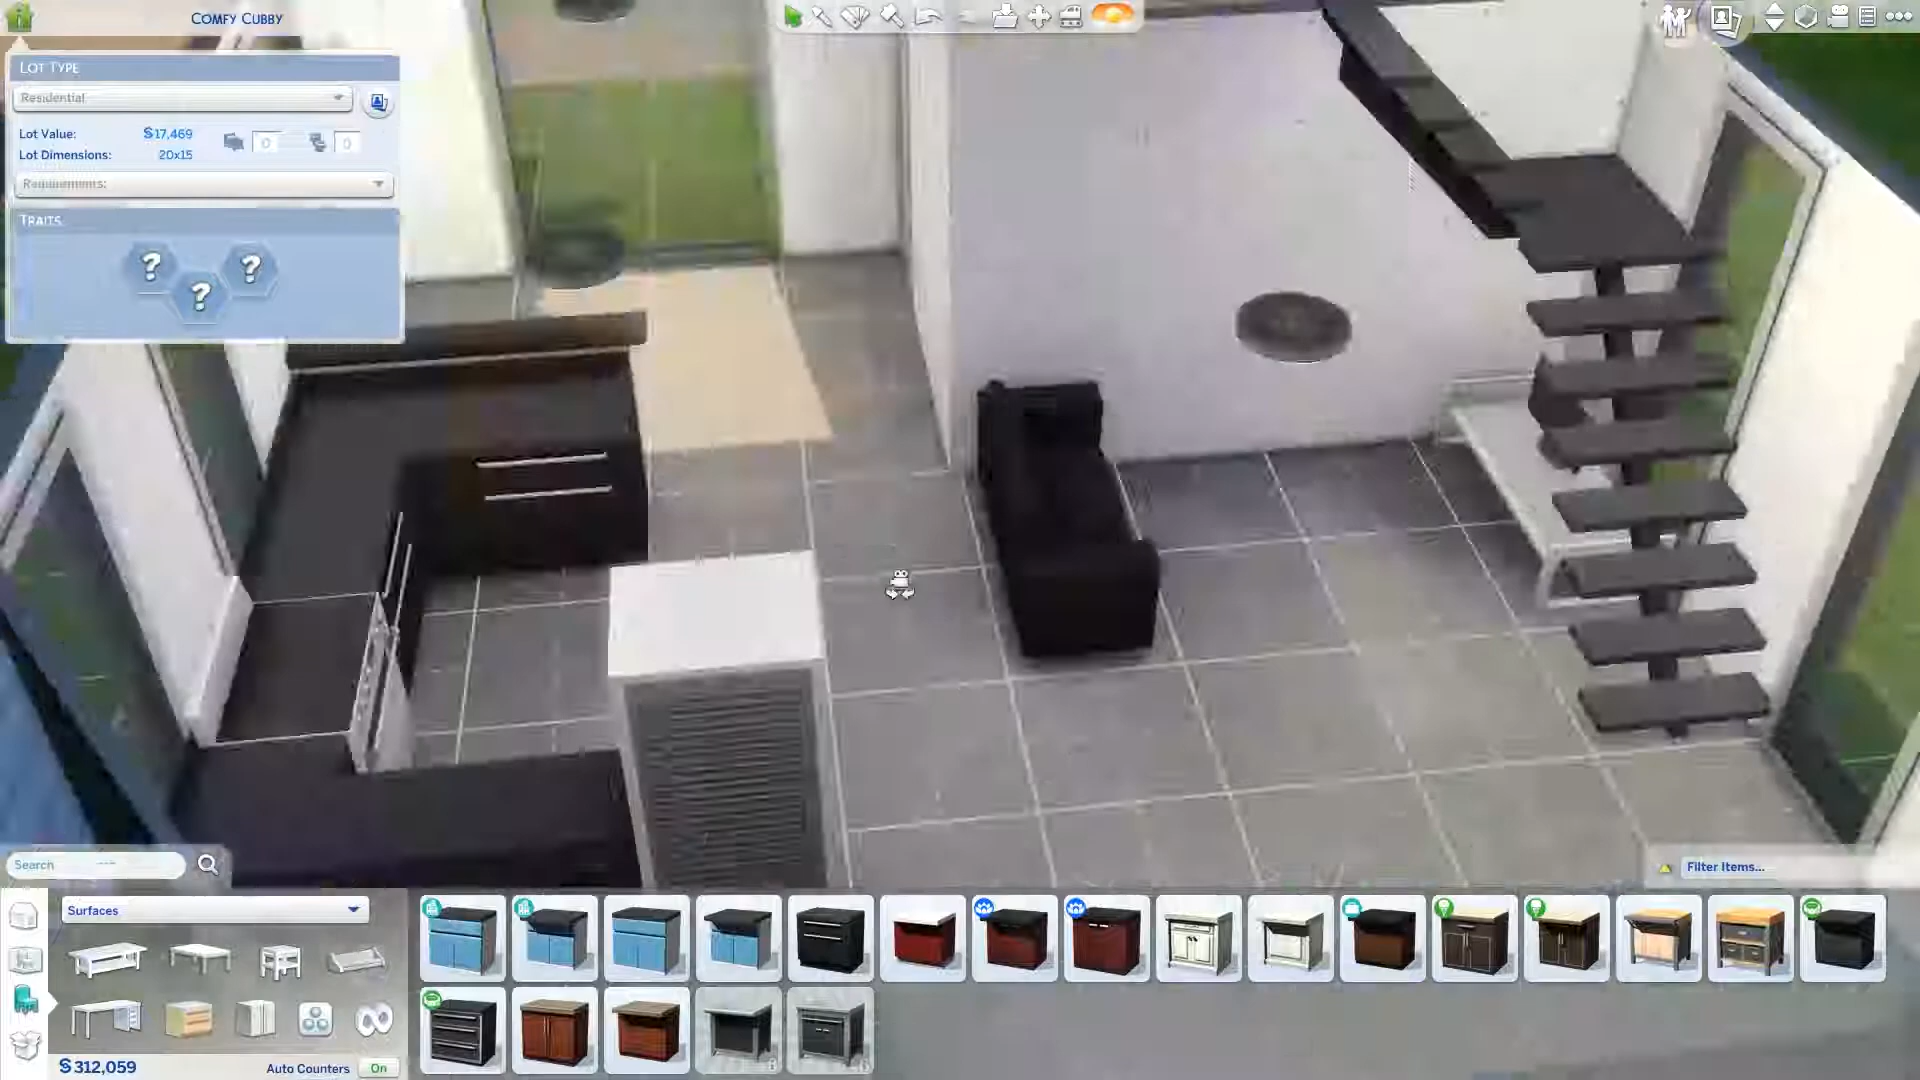 COMFY CUBBY
LOT TYPE
Residential
Lot Value: §17,469
0 0
Lot Dimensions: 20x15
Requirements:
TRAITS
? ? ?
Search
Filter Items...
Surfaces
§312,059
Auto Counters On